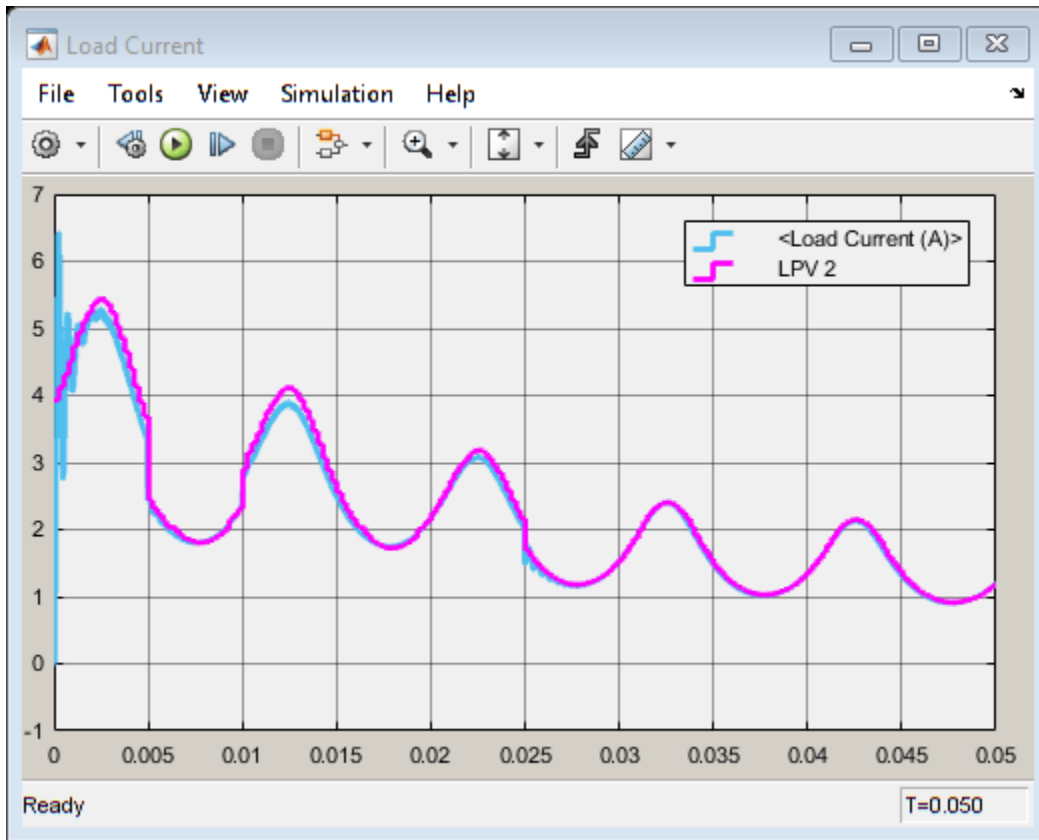 Load Current
File Tools View Simulation Help
7
6
5
4
3
2
1
0
-1
<Load Current (A)>
LPV 2
0 0.005 0.01 0.015 0.02 0.025 0.03 0.035 0.04 0.045 0.05
Ready T=0.050